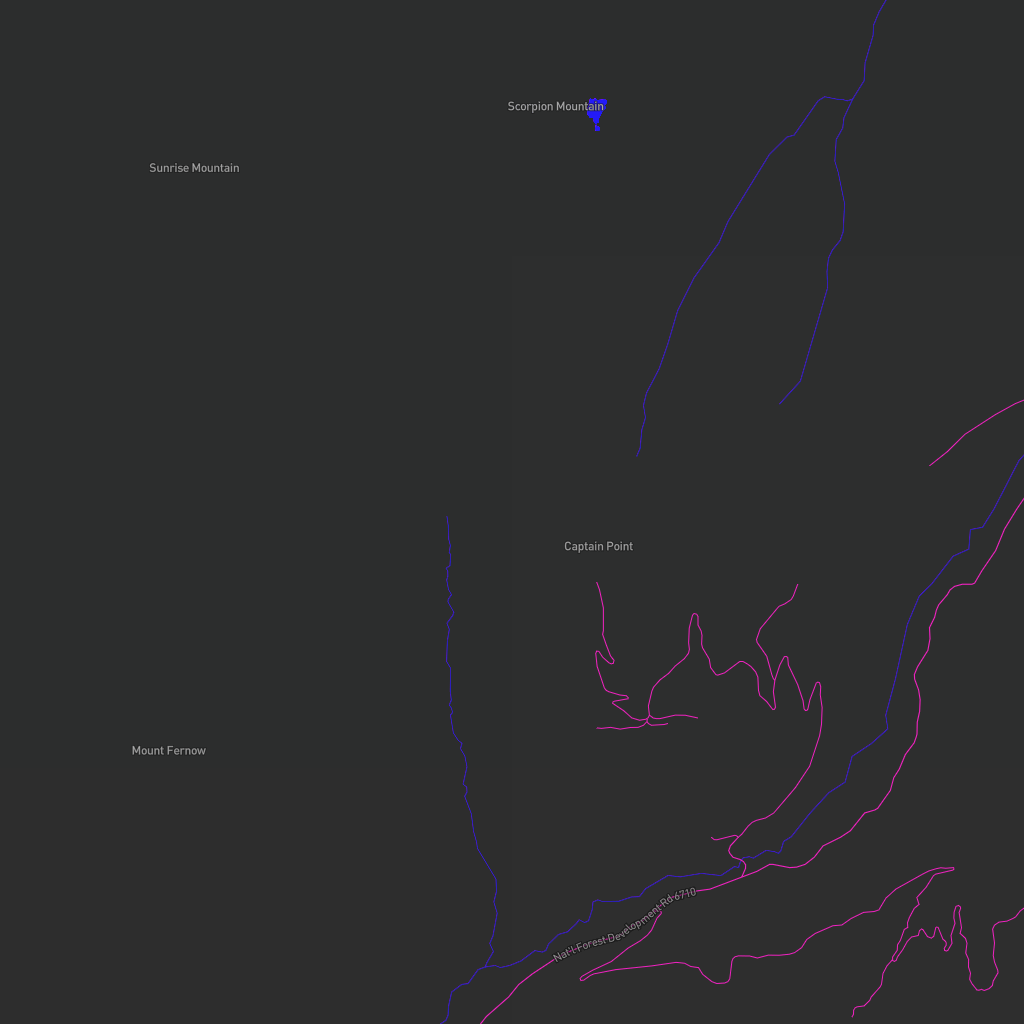 Scorpion Mountain
Sunrise Mountain
Captain Point
Mount Fernow
Nat'l Forest Development Rd 6710